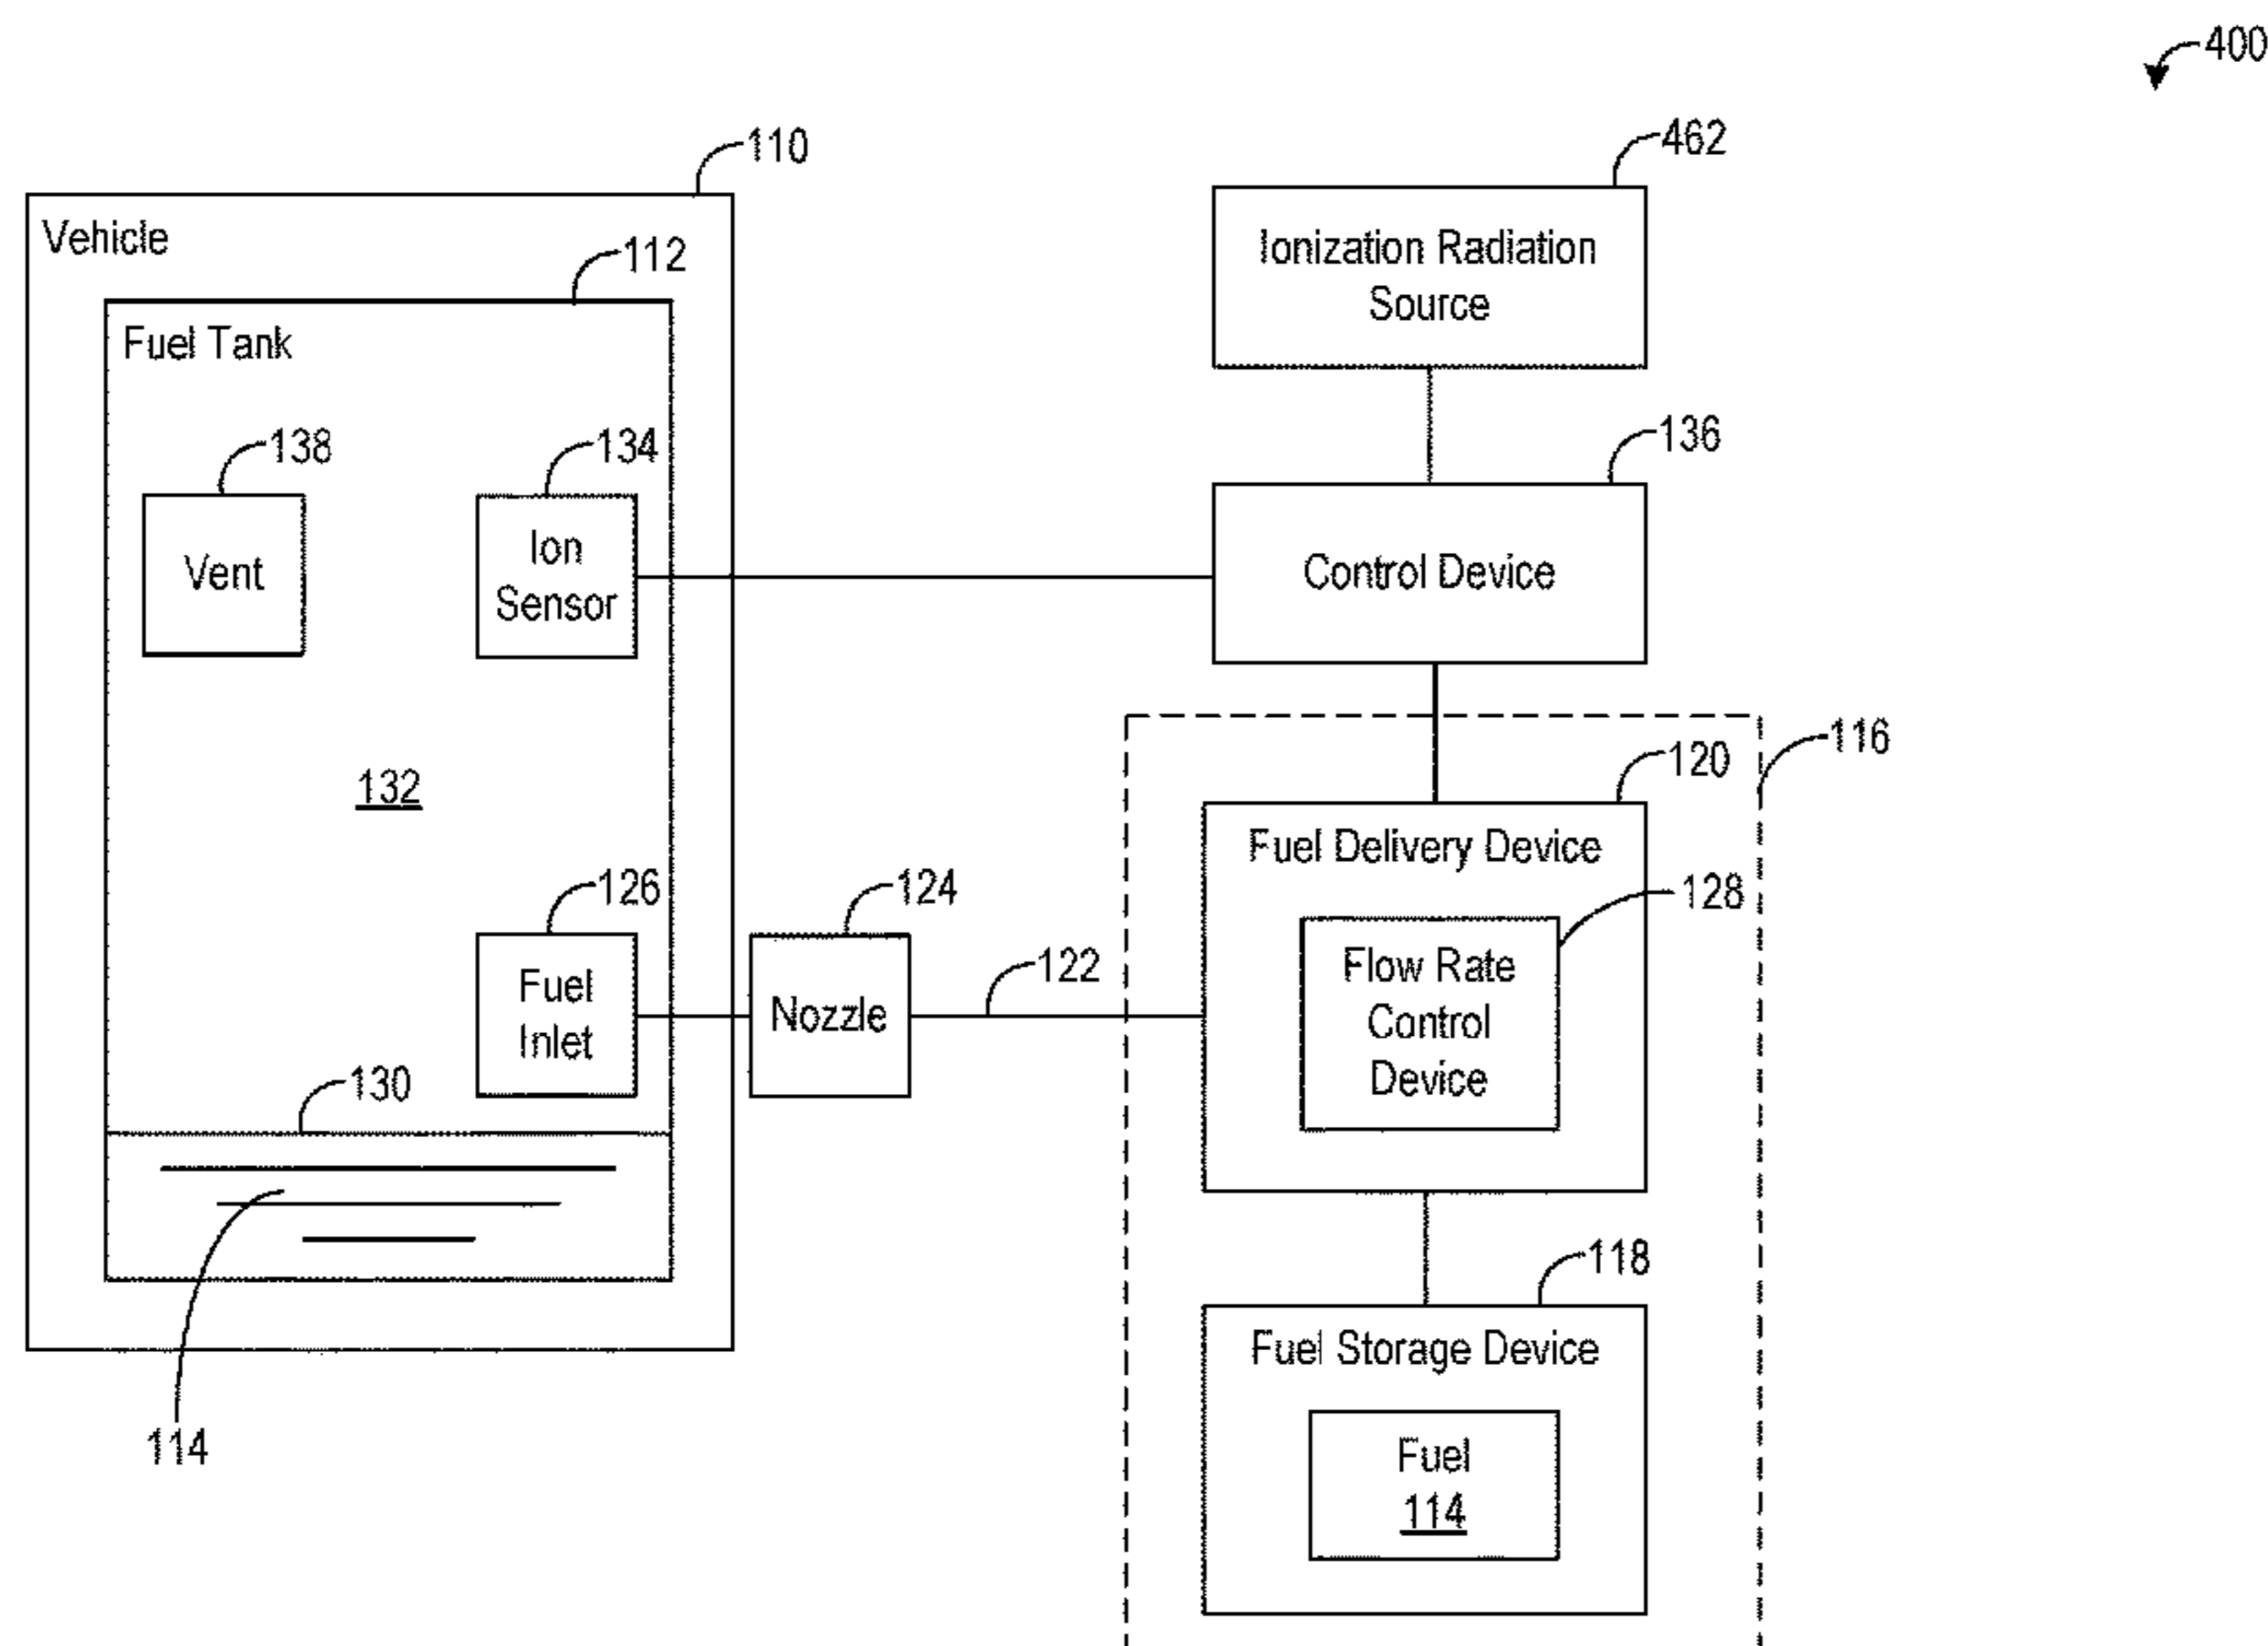 400
110
462
Vehicle
112
Ionization Radiation
Source
Fuel Tank
138
134
136
Ion
Sensor
Vent
Control Device
116
120
132
Fuel Delivery Device
126
124
128
122
Flow Rate
Control
Device
Fuel
Inlet
Nozzle
130
118
Fuel Storage Device
114
Fuel
114